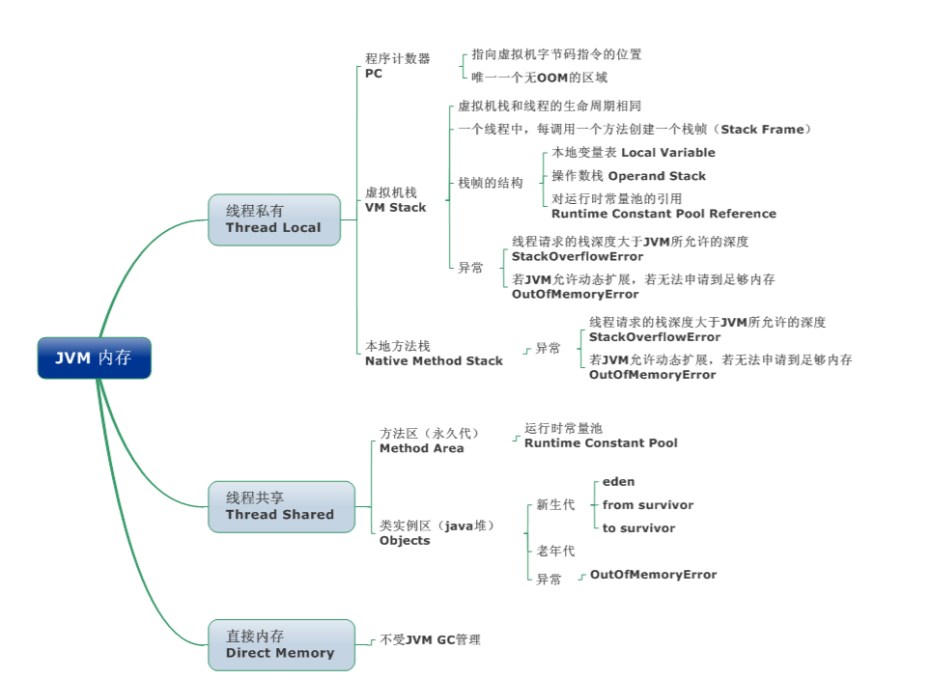 JVM 内存
线程私有
Thread Local
程序计数器
PC
指向虚拟机字节码指令的位置
唯一一个无OOM的区域
虚拟机栈
VM Stack
虚拟机栈和线程的生命周期相同
一个线程中，每调用一个方法创建一个栈帧（Stack Frame）
栈帧的结构
本地变量表 Local Variable
操作数栈 Operand Stack
对运行时常量池的引用
Runtime Constant Pool Reference
异常
线程请求的栈深度大于JVM所允许的深度
StackOverflowError
若JVM允许动态扩展，若无法申请到足够内存
OutOfMemoryError
本地方法栈
Native Method Stack
异常
线程请求的栈深度大于JVM所允许的深度
StackOverflowError
若JVM允许动态扩展，若无法申请到足够内存
OutOfMemoryError
线程共享
Thread Shared
方法区（永久代）
Method Area
运行时常量池
Runtime Constant Pool
类实例区（java堆）
Objects
新生代
eden
from survivor
to survivor
老年代
异常
OutOfMemoryError
直接内存
Direct Memory
不受JVM GC管理